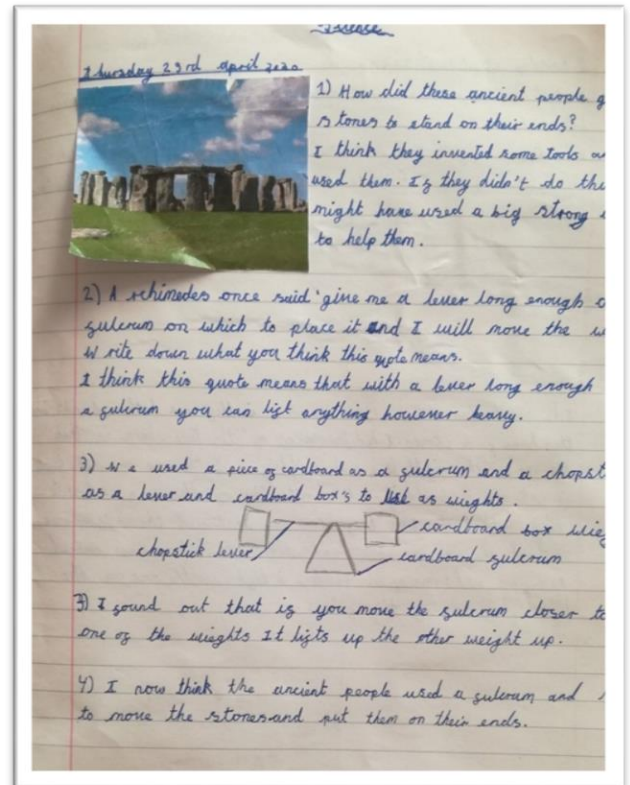 Science
Thursday 23rd April 2020
1) How did these ancient people g
stones to stand on their ends?
I think they invented some tools
used them. If they didn't do the
might have used a big strong
to help them.
2) Archimedes once said 'give me a lever long enough
fulcrum on which to place it and I will move the w
Write down what you think this quote means.
I think this quote means that with a lever long enough
a fulcrum you can lift anything however heavy.
3) We used a piece of cardboard as a fulcrum and a chopst
as a lever and cardboard box's to as wieghts.
cardboard box wieg
chopstick lever
cardboard fulcrum
3) I found out that if you move the fulcrum closer to
one of the wieghts It lifts up the other weight up.
4) I now think the ancient people used a fulcrum and
to move the stones and put them on their ends.